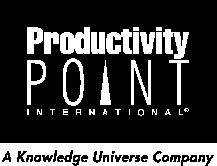 Productivity
POINT
INTERNATIONAL®
A Knowledge Universe Company